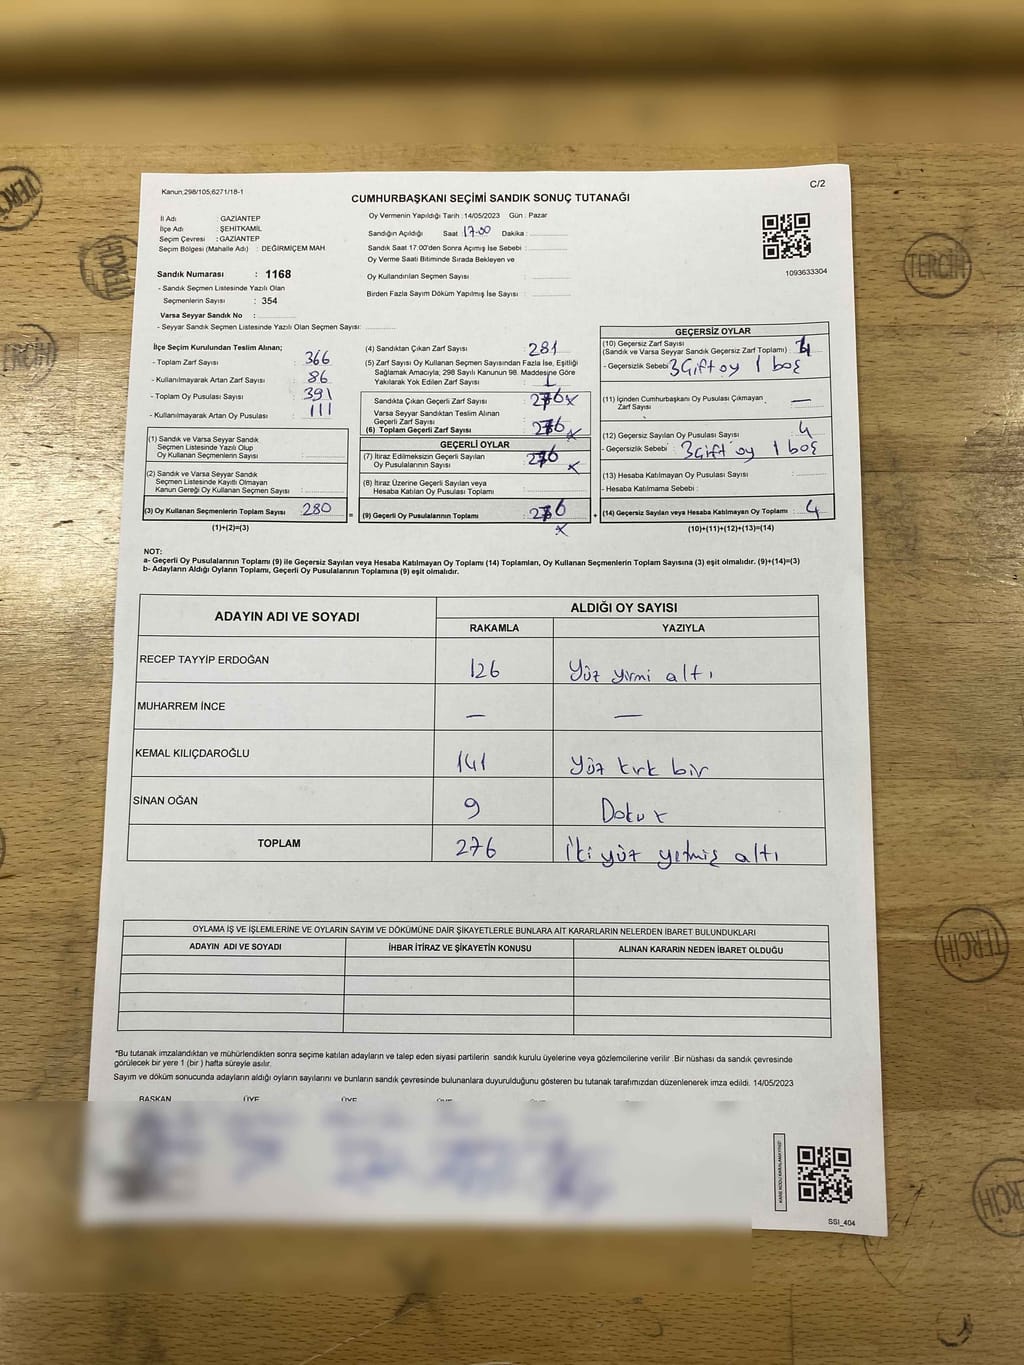 Kanun;298/105;6271/18-1
C/2
CUMHURBAŞKANI SEÇİMİ SANDIK SONUÇ TUTANAĞI
İl Adı : GAZİANTEP
İlçe Adı : ŞEHİTKAMİL
Seçim Çevresi : GAZİANTEP
Seçim Bölgesi (Mahalle Adı) : DEĞİRMİÇEM MAH.
Sandık Numarası : 1168
- Sandık Seçmen Listesinde Yazılı Olan
Seçmenlerin Sayısı : 354
Varsa Seyyar Sandık No :
- Seyyar Sandık Seçmen Listesinde Yazılı Olan Seçmen Sayısı:
Oy Vermenin Yapıldığı Tarih :14/05/2023 Gün : Pazar
Sandığın Açıldığı Saat 17.00 Dakika :
Sandık Saat 17:00'den Sonra Açımış İse Sebebi :
Oy Verme Saati Bitiminde Sırada Bekleyen ve
Oy Kullandırılan Seçmen Sayısı :
Birden Fazla Sayım Döküm Yapılmış İse Sayısı :
1093633304
İlçe Seçim Kurulundan Teslim Alınan;
- Toplam Zarf Sayısı : 366
- Kullanılmayarak Artan Zarf Sayısı : 86
- Toplam Oy Pusulası Sayısı : 391
- Kullanılmayarak Artan Oy Pusulası : 111
(1) Sandık ve Varsa Seyyar Sandık
Seçmen Listesinde Yazılı Olup
Oy Kullanan Seçmenlerin Sayısı :
(2) Sandık ve Varsa Seyyar Sandık
Seçmen Listesinde Kayıtlı Olmayan
Kanun Gereği Oy Kullanan Seçmen Sayısı :
(3) Oy Kullanan Seçmenlerin Toplam Sayısı : 280
(1)+(2)=(3)
(4) Sandıktan Çıkan Zarf Sayısı : 281
(5) Zarf Sayısı Oy Kullanan Seçmen Sayısından Fazla İse, Eşitliği
Sağlamak Amacıyla; 298 Sayılı Kanunun 98. Maddesine Göre
Yakılarak Yok Edilen Zarf Sayısı : 1
Sandıkta Çıkan Geçerli Zarf Sayısı : 276 x
Varsa Seyyar Sandıktan Teslim Alınan
Geçerli Zarf Sayısı :
(6) Toplam Geçerli Zarf Sayısı : 276 x
GEÇERLİ OYLAR
(7) İtiraz Edilmeksizin Geçerli Sayılan
Oy Pusulalarının Sayısı : 276 x
(8) İtiraz Üzerine Geçerli Sayılan veya
Hesaba Katılan Oy Pusulası Toplamı :
= (9) Geçerli Oy Pusulalarının Toplamı : 276 x
GEÇERSİZ OYLAR
(10) Geçersiz Zarf Sayısı
(Sandık ve Varsa Seyyar Sandık Geçersiz Zarf Toplamı) : 4
- Geçersizlik Sebebi : 3 Gift oy 1 boş
(11) İçinden Cumhurbaşkanı Oy Pusulası Çıkmayan
Zarf Sayısı : —
(12) Geçersiz Sayılan Oy Pusulası Sayısı : 4
- Geçersizlik Sebebi : 3 Gift oy 1 boş
(13) Hesaba Katılmayan Oy Pusulası Sayısı :
- Hesaba Katılmama Sebebi :
+ (14) Geçersiz Sayılan veya Hesaba Katılmayan Oy Toplamı : 4
(10)+(11)+(12)+(13)=(14)
NOT:
a- Geçerli Oy Pusulalarının Toplamı (9) ile Geçersiz Sayılan veya Hesaba Katılmayan Oy Toplamı (14) Toplamları, Oy Kullanan Seçmenlerin Toplam Sayısına (3) eşit olmalıdır. (9)+(14)=(3)
b- Adayların Aldığı Oyların Toplamı, Geçerli Oy Pusulalarının Toplamına (9) eşit olmalıdır.
ADAYIN ADI VE SOYADI
ALDIĞI OY SAYISI
RAKAMLA YAZIYLA
RECEP TAYYİP ERDOĞAN 126 Yüz yirmi altı
MUHARREM İNCE — —
KEMAL KILIÇDAROĞLU 141 Yüz kırk bir
SİNAN OĞAN 9 Dokuz
TOPLAM 276 İki yüz yetmiş altı
OYLAMA İŞ VE İŞLEMLERİNE VE OYLARIN SAYIM VE DÖKÜMÜNE DAİR ŞİKAYETLERLE BUNLARA AİT KARARLARIN NELERDEN İBARET BULUNDUKLARI
ADAYIN ADI VE SOYADI İHBAR İTİRAZ VE ŞİKAYETİN KONUSU ALINAN KARARIN NEDEN İBARET OLDUĞU
*Bu tutanak imzalandıktan ve mühürlendikten sonra seçime katılan adayların ve talep eden siyasi partilerin sandık kurulu üyelerine veya gözlemcilerine verilir. Bir nüshası da sandık çevresinde
görülecek bir yere 1 (bir ) hafta süreyle asılır.
Sayım ve döküm sonucunda adayların aldığı oyların sayılarını ve bunların sandık çevresinde bulunanlara duyurulduğunu gösteren bu tutanak tarafımızdan düzenlenerek imza edildi. 14/05/2023
BAŞKAN ÜYE ÜYE ÜYE
KARE KODU KARALAMAYINIZ!
SSI_404
TERCİH
TERCİH
TERCİH
TERCİH
TERCİH
TERCİH